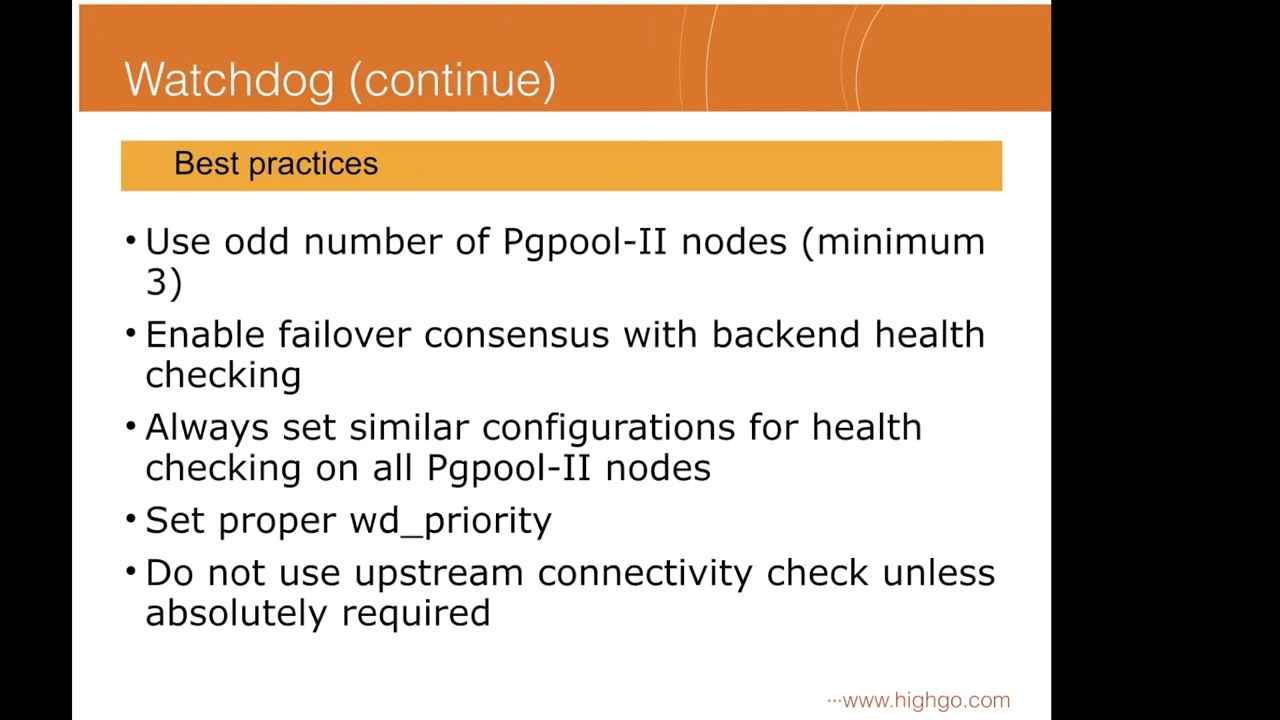 Watchdog (continue)
Best practices
• Use odd number of Pgpool-II nodes (minimum
3)
• Enable failover consensus with backend health
checking
• Always set similar configurations for health
checking on all Pgpool-II nodes
• Set proper wd_priority
• Do not use upstream connectivity check unless
absolutely required
···www.highgo.com